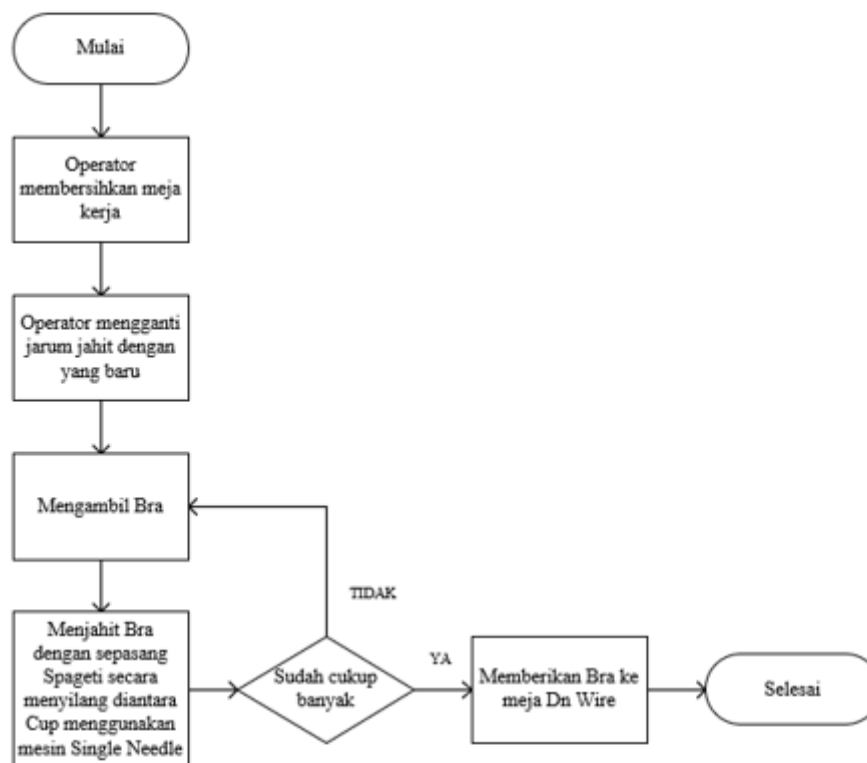 Mulai
Operator
membersihkan meja
kerja
Operator mengganti
jarum jahit dengan
yang baru
Mengambil Bra
TIDAK
Menjahit Bra
dengan sepasang
Spageti secara
menyilang diantara
Cup menggunakan
mesin Single Needle
Sudah cukup
banyak
YA
Memberikan Bra ke
meja Dn Wire
Selesai